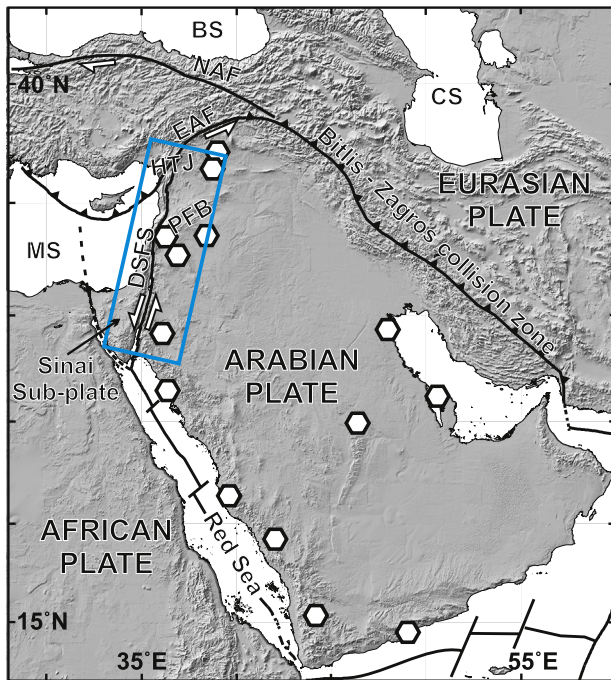 BS
NAF
40°N
CS
EAF
Bitlis - Zagros collision zone
HTJ
EURASIAN
PLATE
PFB
MS
DSFS
Sinai
Sub-plate
ARABIAN
PLATE
AFRICAN
PLATE
Red Sea
15°N
35°E
55°E